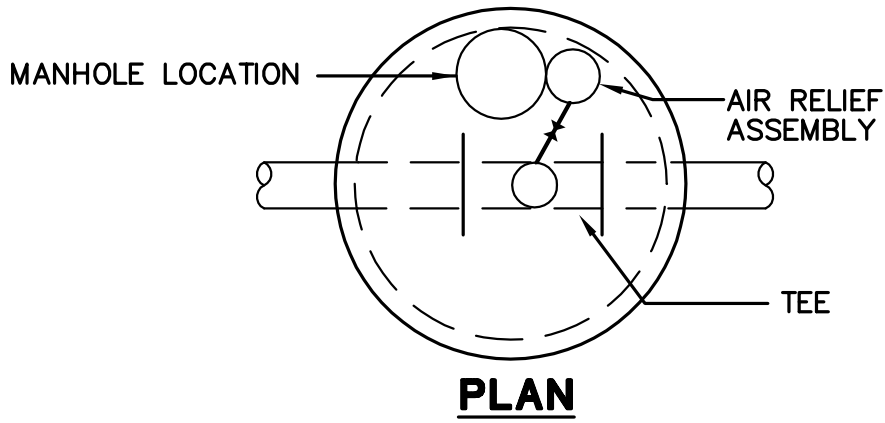 MANHOLE LOCATION
AIR RELIEF
ASSEMBLY
TEE
PLAN